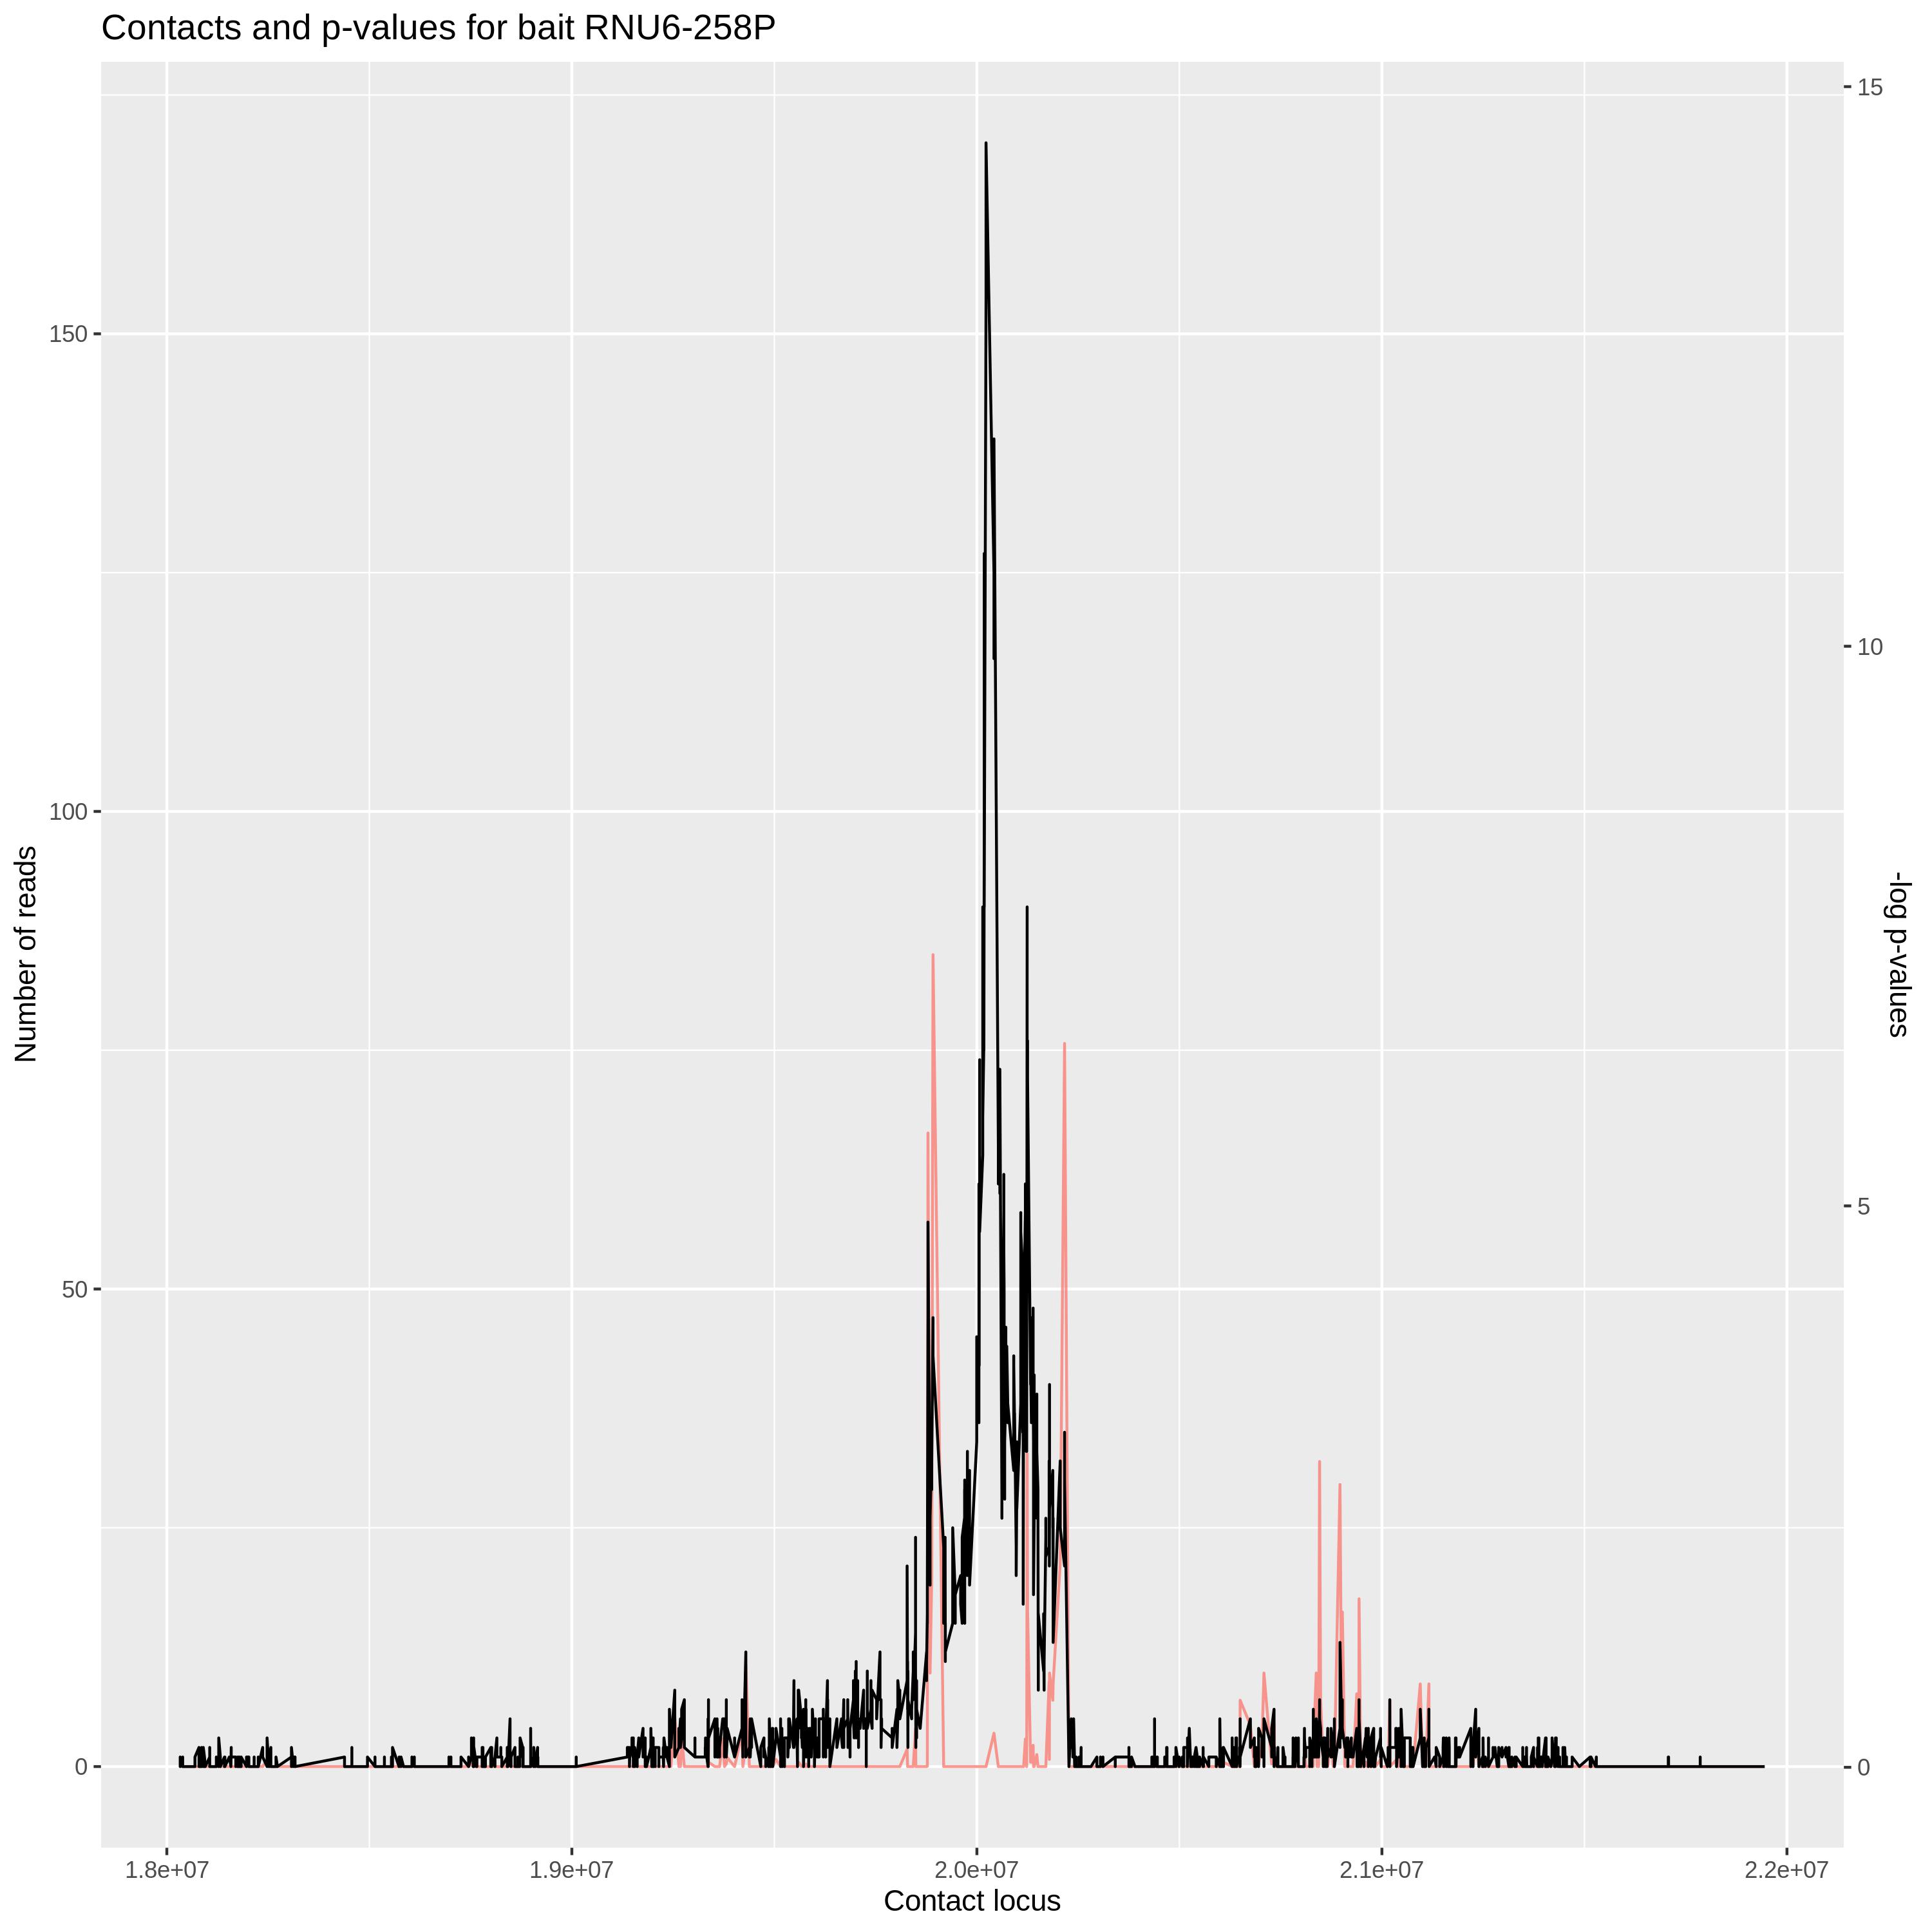 Contacts and p-values for bait RNU6-258P
15
150
10
100
Number of reads
-log p-values
5
50
0
0
1.8e+07
1.9e+07
2.0e+07
2.1e+07
2.2e+07
Contact locus